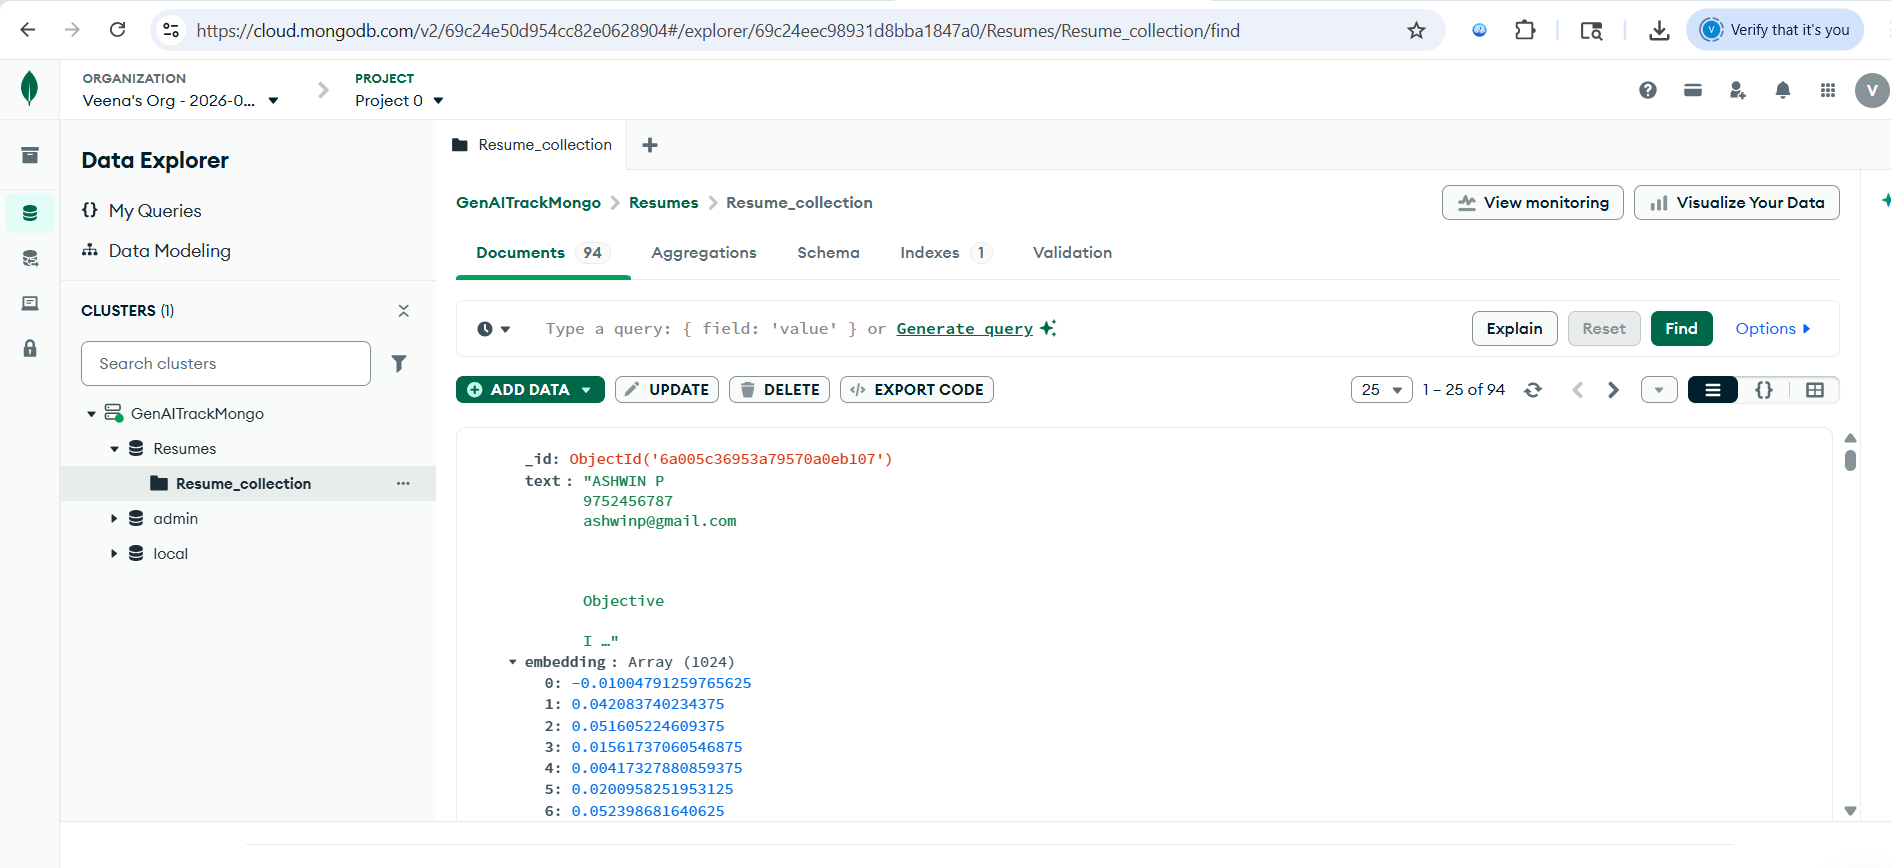 https://cloud.mongodb.com/v2/69c24e50d954cc82e0628904#/explorer/69c24eec98931d8bba1847a0/Resumes/Resume_collection/find
Verify that it's you
ORGANIZATION
Veena's Org - 2026-0...
PROJECT
Project 0
V
Data Explorer
My Queries
Data Modeling
CLUSTERS (1)
Search clusters
GenAITrackMongo
Resumes
Resume_collection
admin
local
Resume_collection
GenAITrackMongo > Resumes > Resume_collection
View monitoring
Visualize Your Data
Documents 94 Aggregations Schema Indexes 1 Validation
Type a query: { field: 'value' } or Generate query
Explain Reset Find Options
ADD DATA UPDATE DELETE EXPORT CODE
25 1 – 25 of 94
_id: ObjectId('6a005c36953a79570a0eb107')
text : "ASHWIN P
9752456787
ashwinp@gmail.com
Objective
I …"
embedding : Array (1024)
0: -0.01004791259765625
1: 0.042083740234375
2: 0.051605224609375
3: 0.01561737060546875
4: 0.00417327880859375
5: 0.0200958251953125
6: 0.052398681640625